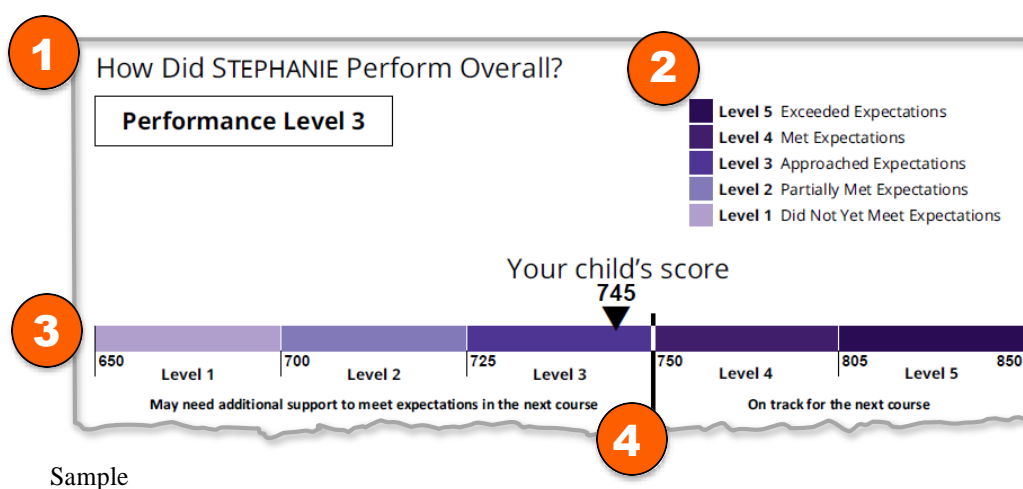 1
How Did STEPHANIE Perform Overall?
2
Performance Level 3
Level 5 Exceeded Expectations
Level 4 Met Expectations
Level 3 Approached Expectations
Level 2 Partially Met Expectations
Level 1 Did Not Yet Meet Expectations
Your child's score
745
3
650 700 725 750 805 850
Level 1 Level 2 Level 3 Level 4 Level 5
May need additional support to meet expectations in the next course On track for the next course
4
Sample